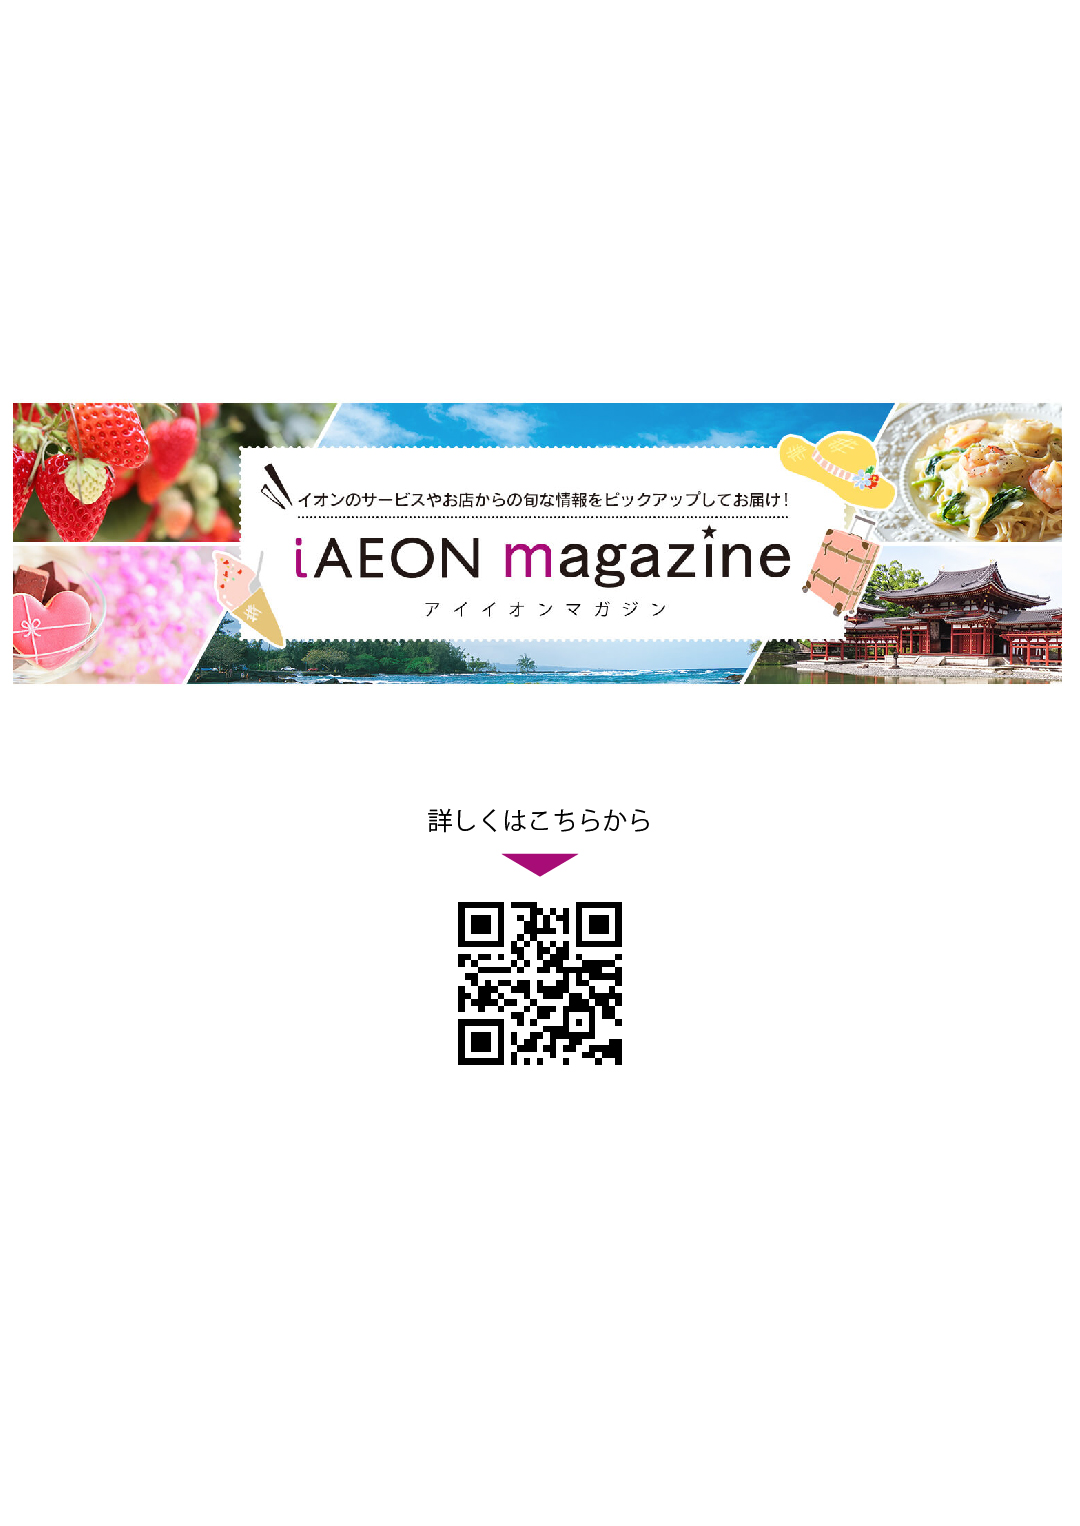 イオンのサービスやお店からの旬な情報をピックアップしてお届け！
iAEON magazine
アイイオンマガジン
詳しくはこちらから